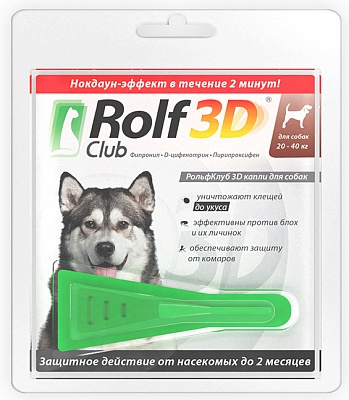 Нокдаун-эффект в течение 2 минут!
Rolf 3D®
Club
Фипронил • D-цифенотрин • Пирипроксифен
для собак
20 - 40 кг
РольфКлуб 3D капли для собак
уничтожают клещей
до укуса
эффективны против блох
и их личинок
обеспечивают защиту
от комаров
Защитное действие от насекомых до 2 месяцев